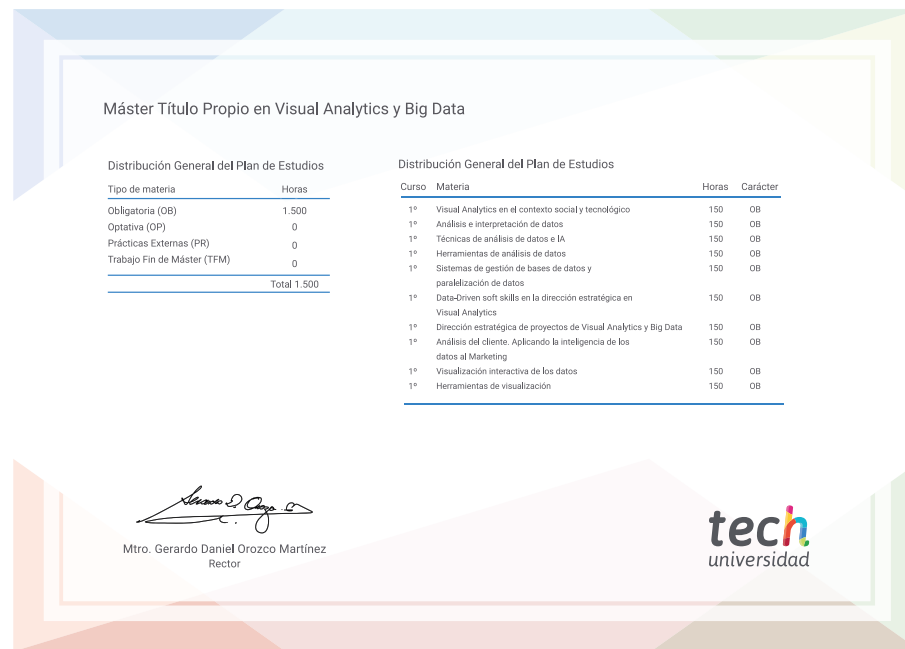 Máster Título Propio en Visual Analytics y Big Data
Distribución General del Plan de Estudios
Tipo de materia Horas
Obligatoria (OB) 1.500
Optativa (OP) 0
Prácticas Externas (PR) 0
Trabajo Fin de Máster (TFM) 0
Total 1.500
Distribución General del Plan de Estudios
Curso Materia Horas Carácter
1º Visual Analytics en el contexto social y tecnológico 150 OB
1º Análisis e interpretación de datos 150 OB
1º Técnicas de análisis de datos e IA 150 OB
1º Herramientas de análisis de datos 150 OB
1º Sistemas de gestión de bases de datos y 150 OB
paralelización de datos
1º Data-Driven soft skills en la dirección estratégica en 150 OB
Visual Analytics
1º Dirección estratégica de proyectos de Visual Analytics y Big Data 150 OB
1º Análisis del cliente. Aplicando la inteligencia de los 150 OB
datos al Marketing
1º Visualización interactiva de los datos 150 OB
1º Herramientas de visualización 150 OB
Mtro. Gerardo Daniel Orozco Martínez
Rector
tech
universidad